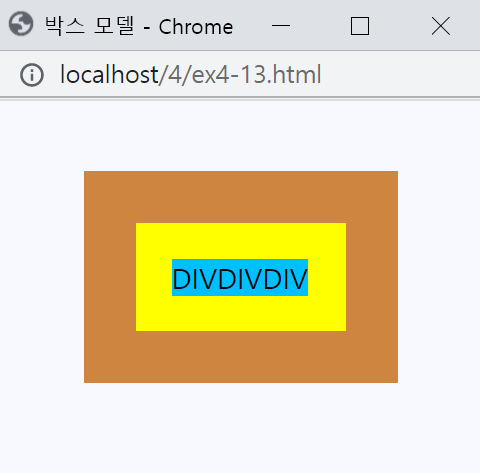 박스 모델 - Chrome
localhost/4/ex4-13.html
DIVDIVDIV